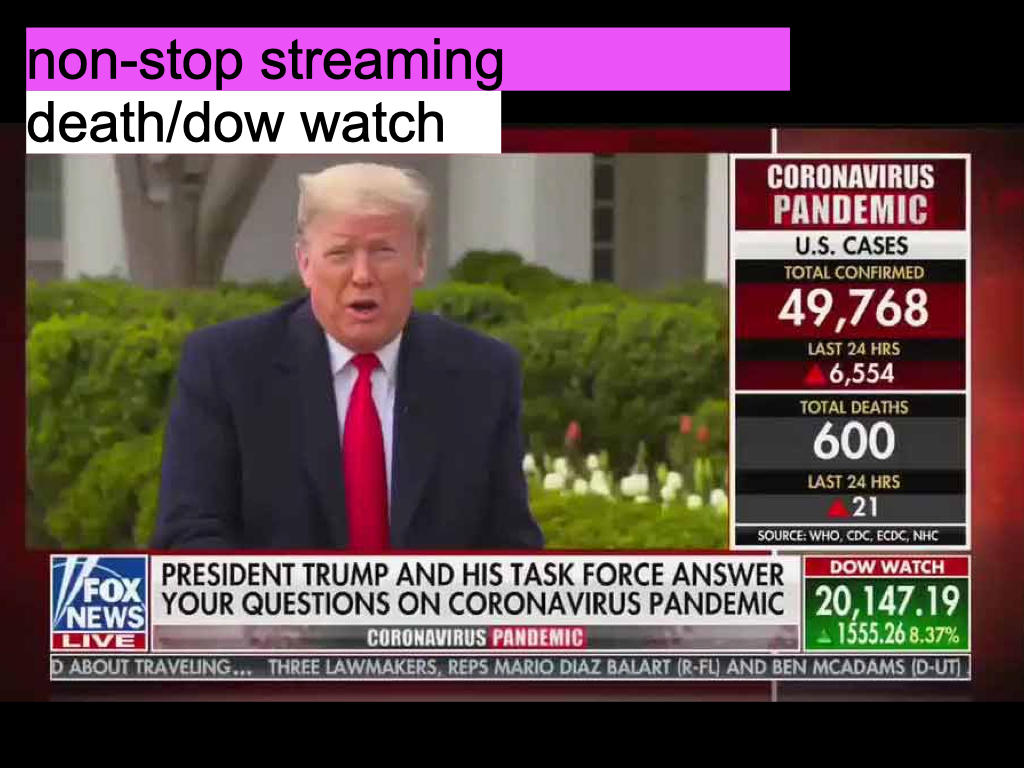 non-stop streaming
death/dow watch
CORONAVIRUS
PANDEMIC
U.S. CASES
TOTAL CONFIRMED
49,768
LAST 24 HRS
6,554
TOTAL DEATHS
600
LAST 24 HRS
21
SOURCE: WHO, CDC, ECDC, NHC
FOX
NEWS
LIVE
PRESIDENT TRUMP AND HIS TASK FORCE ANSWER
YOUR QUESTIONS ON CORONAVIRUS PANDEMIC
CORONAVIRUS PANDEMIC
DOW WATCH
20,147.19
1555.26 8.37%
D ABOUT TRAVELING... THREE LAWMAKERS, REPS MARIO DIAZ BALART (R-FL) AND BEN MCADAMS (D-UT)